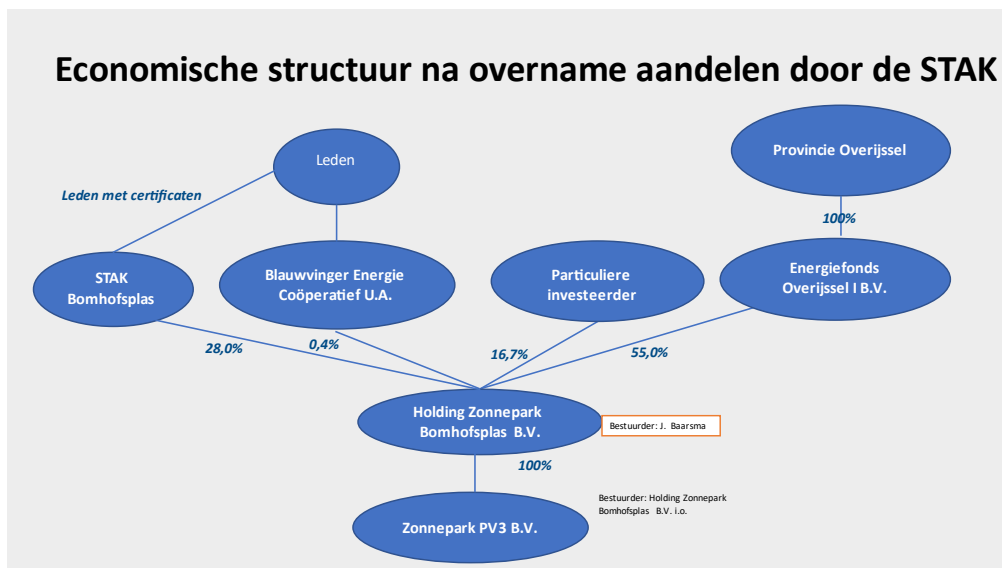 Economische structuur na overname aandelen door de STAK
Leden
Provincie Overijssel
Leden met certificaten
100%
STAK
Bomhofsplas
Blauwvinger Energie
Coöperatief U.A.
Particuliere
investeerder
Energiefonds
Overijssel I B.V.
28,0%
0,4%
16,7%
55,0%
Holding Zonnepark
Bomhofsplas B.V.
Bestuurder: J. Baarsma
100%
Bestuurder: Holding Zonnepark
Bomhofsplas B.V. i.o.
Zonnepark PV3 B.V.